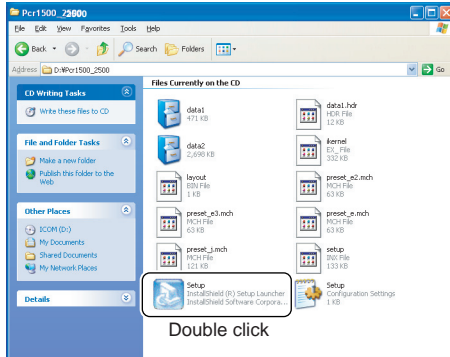 Pcr1500_2500
File Edit View Favorites Tools Help
Back Search Folders
Address D:\Pcr1500_2500 Go
CD Writing Tasks
Write these files to CD
File and Folder Tasks
Make a new folder
Publish this folder to the
Web
Other Places
ICOM (D:)
My Documents
Shared Documents
My Network Places
Details
Files Currently on the CD
data1
471 KB
data1.hdr
HDR File
12 KB
data2
2,698 KB
ikernel
EX_ File
332 KB
layout
BIN File
1 KB
preset_e2.mch
MCH File
63 KB
preset_e3.mch
MCH File
63 KB
preset_e.mch
MCH File
63 KB
preset_j.mch
MCH File
121 KB
setup
INX File
133 KB
Setup
InstallShield (R) Setup Launcher
InstallShield Software Corpora...
Setup
Configuration Settings
1 KB
Double click